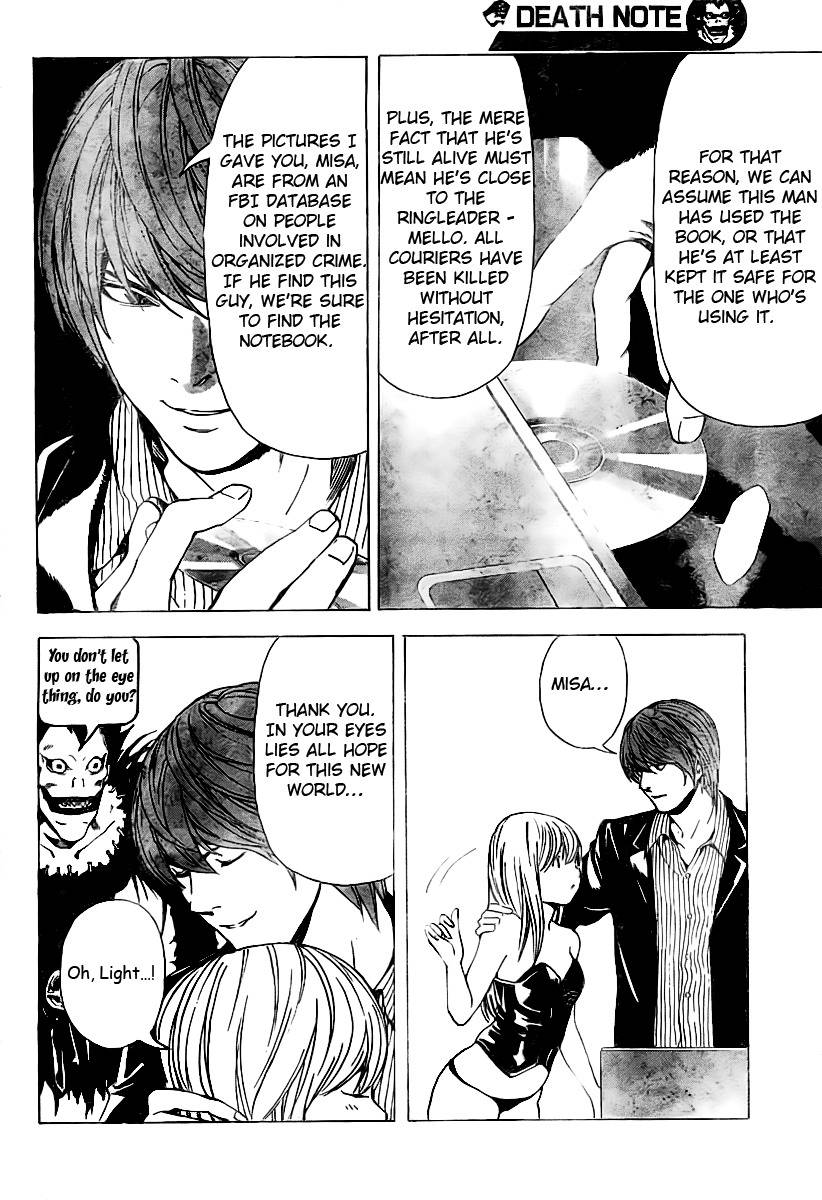 DEATH NOTE
FOR THAT
REASON, WE CAN
ASSUME THIS MAN
HAS USED THE
BOOK, OR THAT
HE'S AT LEAST
KEPT IT SAFE FOR
THE ONE WHO'S
USING IT.
PLUS, THE MERE
FACT THAT HE'S
STILL ALIVE MUST
MEAN HE'S CLOSE
TO THE
RINGLEADER -
MELLO. ALL
COURIERS HAVE
BEEN KILLED
WITHOUT
HESITATION,
AFTER ALL.
THE PICTURES I
GAVE YOU, MISA,
ARE FROM AN
FBI DATABASE
ON PEOPLE
INVOLVED IN
ORGANIZED CRIME.
IF HE FIND THIS
GUY, WE'RE SURE
TO FIND THE
NOTEBOOK.
MISA...
THANK YOU.
IN YOUR EYES
LIES ALL HOPE
FOR THIS NEW
WORLD...
You don't let
up on the eye
thing, do you?
Oh, Light...!